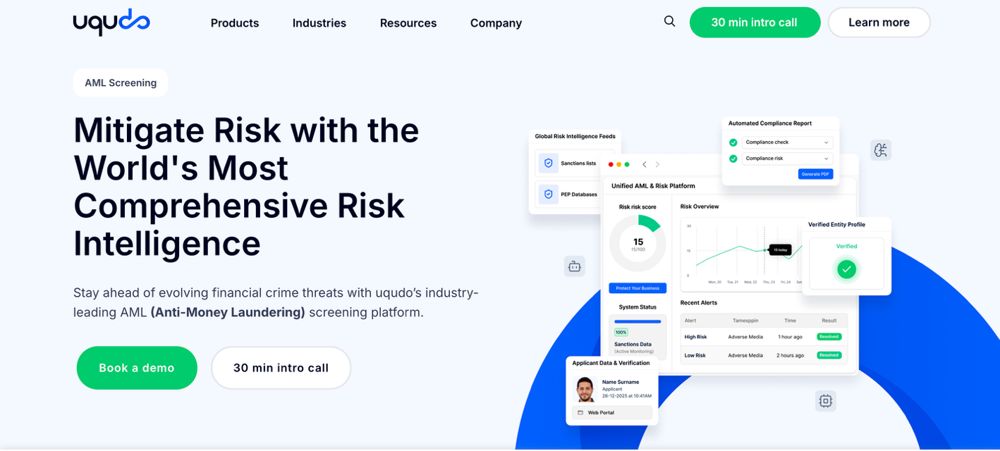 uqudo
Products
Industries
Resources
Company
30 min intro call
Learn more
AML Screening
Mitigate Risk with the
World's Most
Comprehensive Risk
Intelligence
Stay ahead of evolving financial crime threats with uqudo’s industry-
leading AML (Anti-Money Laundering) screening platform.
Book a demo
30 min intro call
Global Risk Intelligence Feeds
Sanctions lists
PEP Databases
Automated Compliance Report
Compliance check
Compliance risk
Generate PDF
Unified AML & Risk Platform
Risk risk score
15
15/100
Protect Your Business
System Status
100%
Sanctions Data
(Active Monitoring)
Risk Overview
30
15
0
15 today
Mon, 20 Tue, 21 Wed, 22 Thu, 23 Fri, 24 Sat
Verified Entity Profile
Verified
Recent Alerts
Alert Tamesppin Time Result
High Risk Adverse Media 1 hour ago Resolved
Low Risk Adverse Media 2 hours ago Resolved
Applicant Data & Verification
Name Surname
Applicant
26-12-2025 at 10:41AM
Web Portal